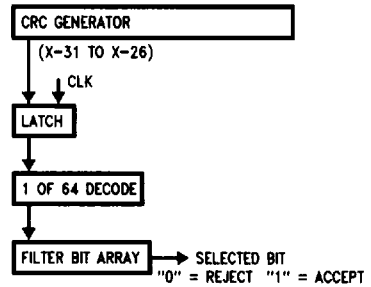 CRC GENERATOR
(X-31 TO X-26)
CLK
LATCH
1 OF 64 DECODE
FILTER BIT ARRAY
SELECTED BIT
"0" = REJECT "1" = ACCEPT